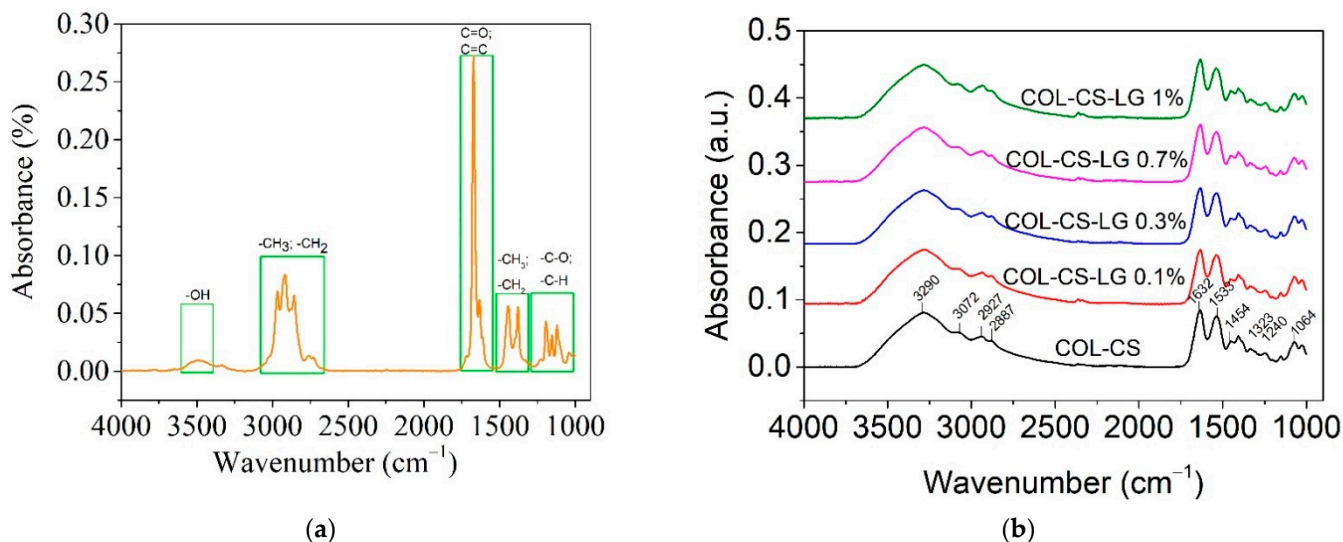 0.30
0.25
0.20
0.15
0.10
0.05
0.00
Absorbance (%)
C=O;
C=C
-CH₃; -CH₂
-OH
-CH₃;
-CH₂
-C-O;
-C-H
4000 3500 3000 2500 2000 1500 1000
Wavenumber (cm⁻¹)
(a)
0.5
0.4
0.3
0.2
0.1
0.0
Absorbance (a.u.)
COL-CS-LG 1%
COL-CS-LG 0.7%
COL-CS-LG 0.3%
COL-CS-LG 0.1%
COL-CS
3290
3072
2927
2887
1632
1535
1454
1323
1240
1064
4000 3500 3000 2500 2000 1500 1000
Wavenumber (cm⁻¹)
(b)